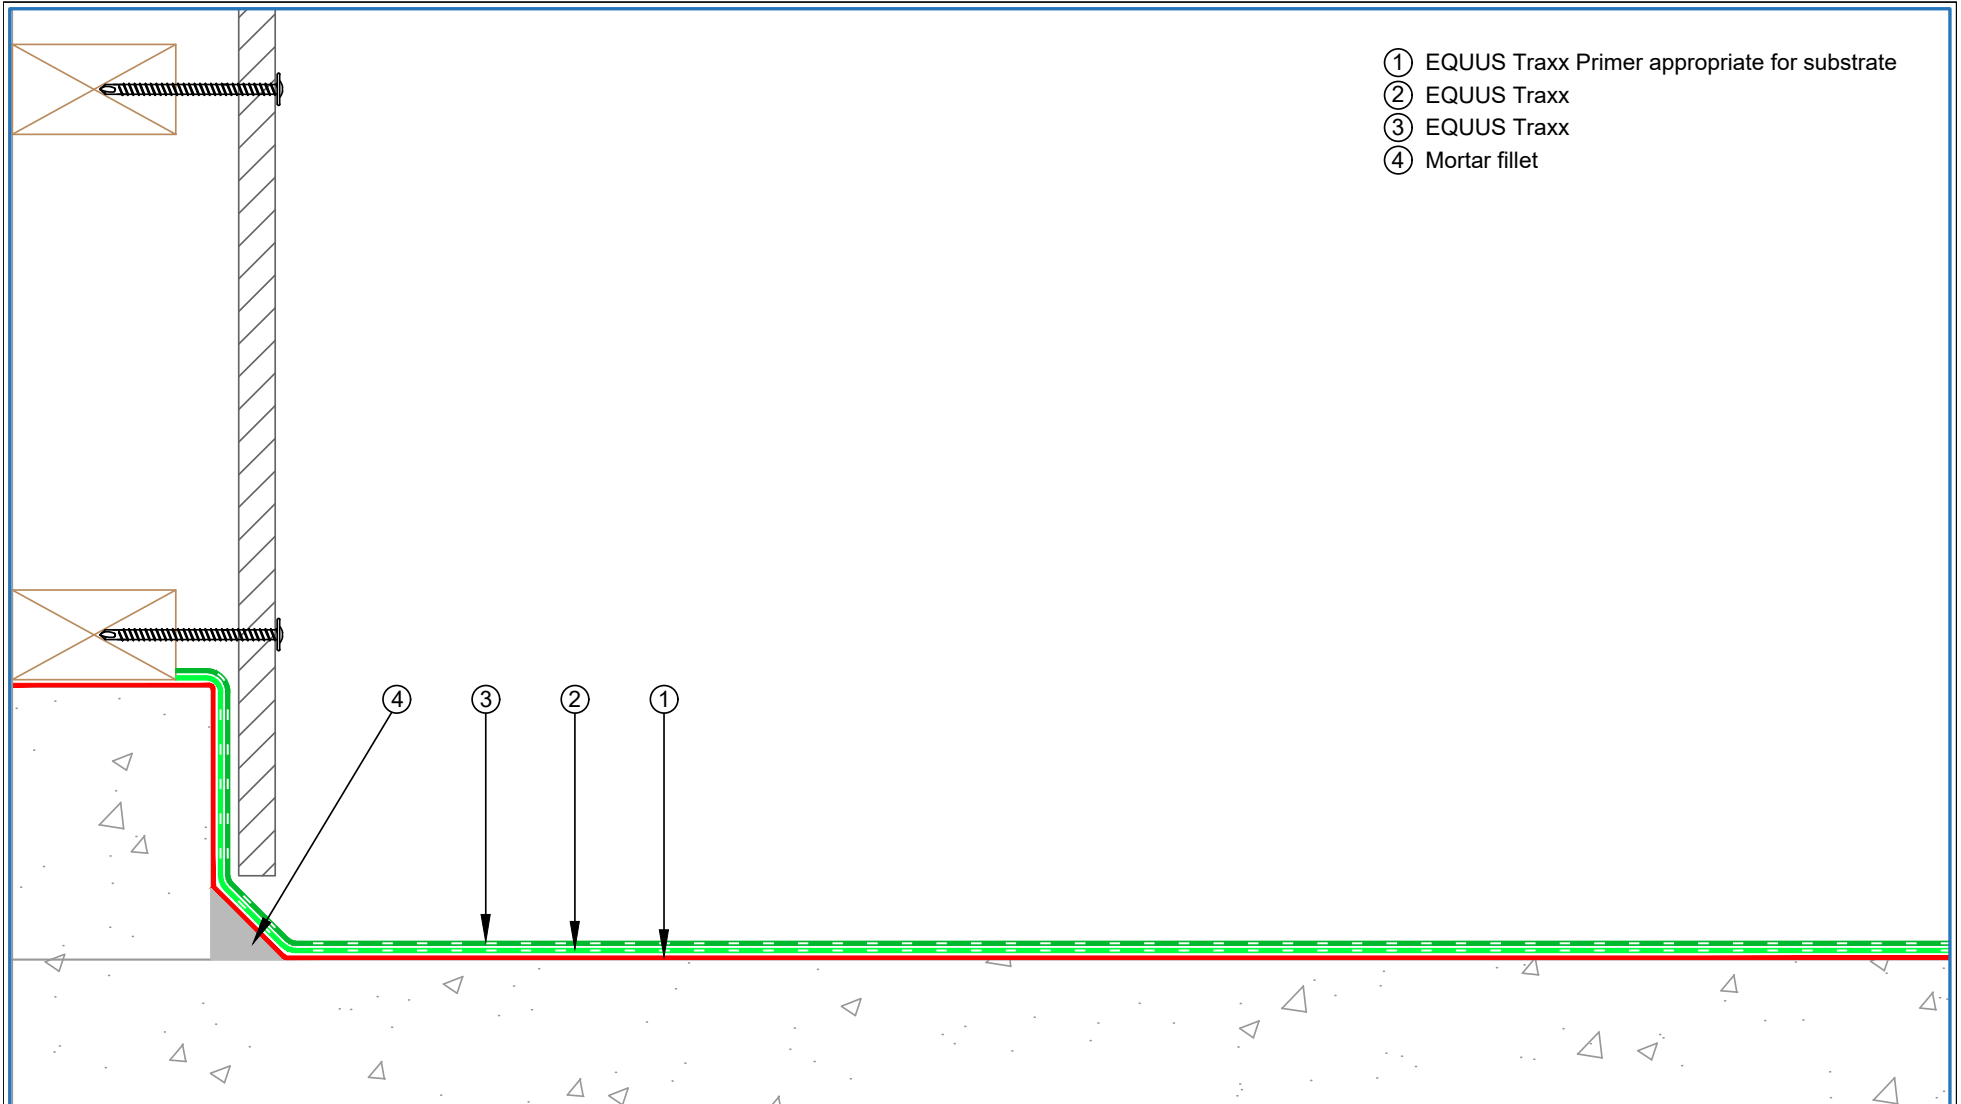 ① EQUUS Traxx Primer appropriate for substrate
② EQUUS Traxx
③ EQUUS Traxx
④ Mortar fillet
④ ③ ② ①